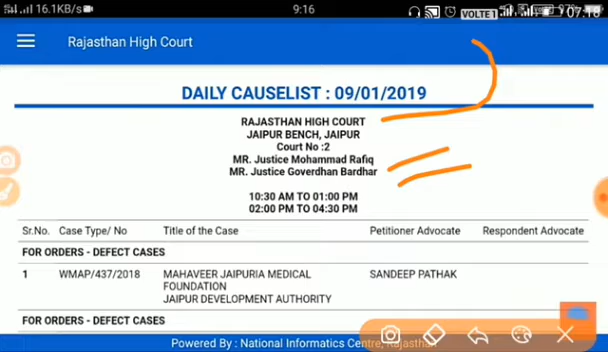 16.1KB/s 9:16 VOLTE 1 07:18
Rajasthan High Court
DAILY CAUSELIST : 09/01/2019
RAJASTHAN HIGH COURT
JAIPUR BENCH, JAIPUR
Court No :2
MR. Justice Mohammad Rafiq
MR. Justice Goverdhan Bardhar
10:30 AM TO 01:00 PM
02:00 PM TO 04:30 PM
Sr.No. Case Type/ No Title of the Case Petitioner Advocate Respondent Advocate
FOR ORDERS - DEFECT CASES
1 WMAP/437/2018 MAHAVEER JAIPURIA MEDICAL SANDEEP PATHAK
FOUNDATION
JAIPUR DEVELOPMENT AUTHORITY
FOR ORDERS - DEFECT CASES
Powered By : National Informatics Centre, Rajasthan